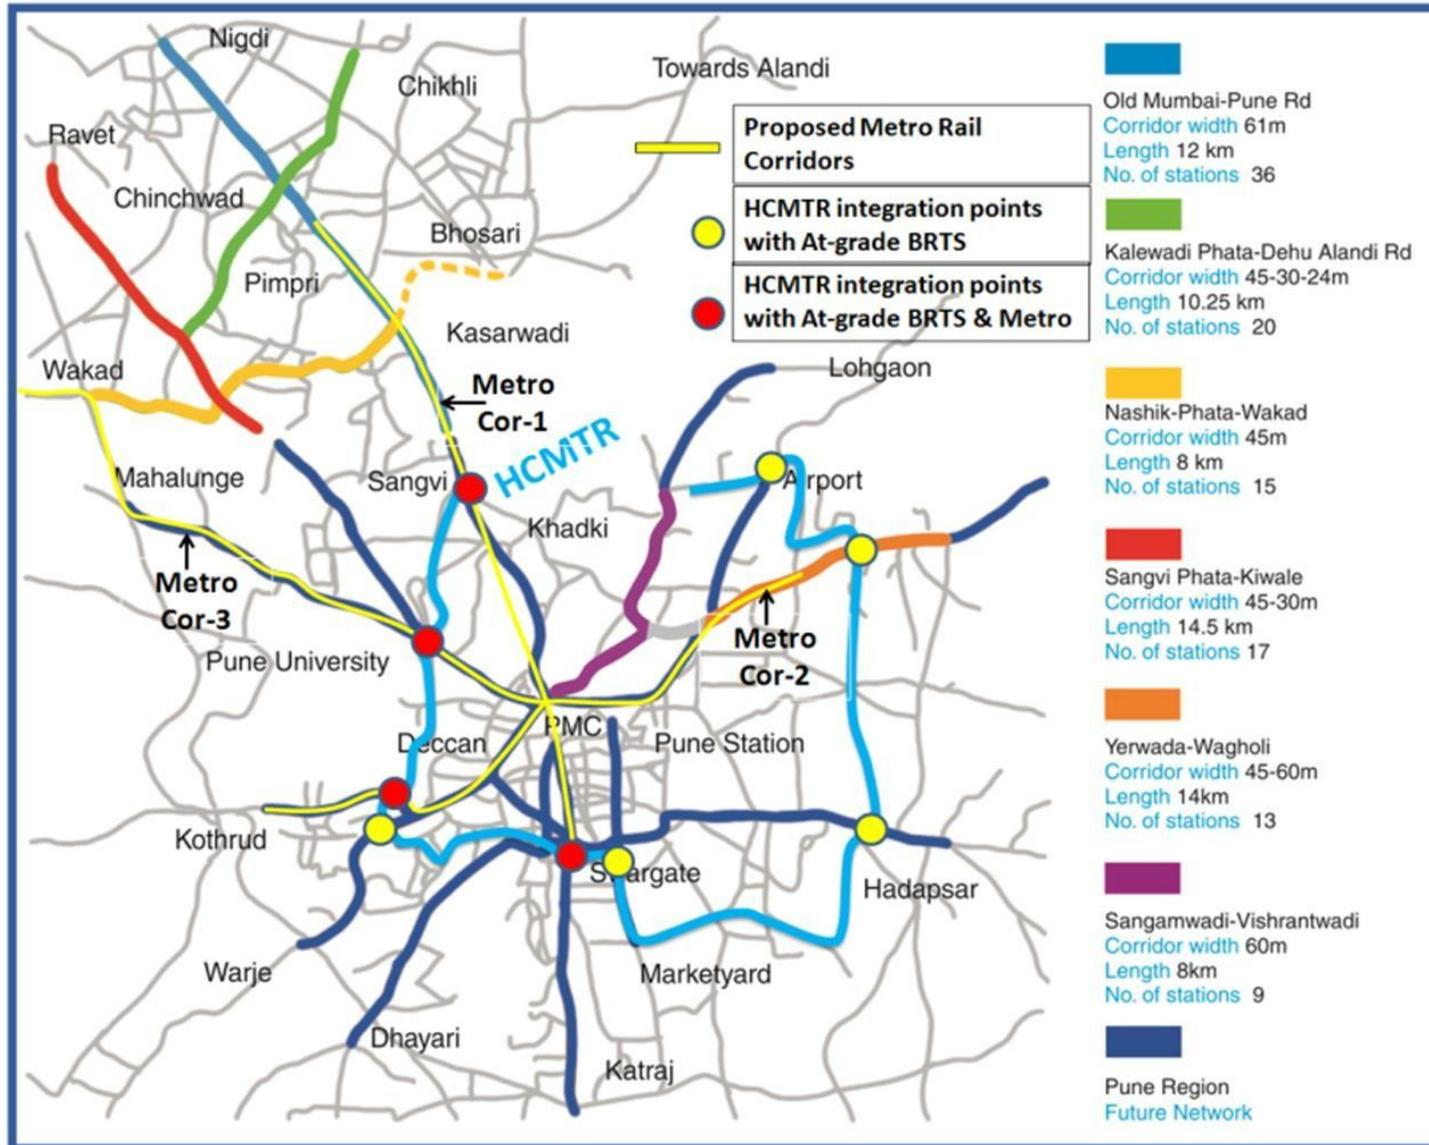 Nigdi
Chikhli
Towards Alandi
Ravet
Chinchwad
Bhosari
Pimpri
Kasarwadi
Wakad
Lohgaon
Metro
Cor-1
HCMTR
Mahalunge
Sangvi
Airport
Khadki
Metro
Cor-3
Pune University
Metro
Cor-2
PMC
Deccan
Pune Station
Kothrud
Hadapsar
Warje
Marketyard
Dhayari
Katraj
Proposed Metro Rail
Corridors
HCMTR integration points
with At-grade BRTS
HCMTR integration points
with At-grade BRTS & Metro
Old Mumbai-Pune Rd
Corridor width 61m
Length 12 km
No. of stations 36
Kalewadi Phata-Dehu Alandi Rd
Corridor width 45-30-24m
Length 10.25 km
No. of stations 20
Nashik-Phata-Wakad
Corridor width 45m
Length 8 km
No. of stations 15
Sangvi Phata-Kiwale
Corridor width 45-30m
Length 14.5 km
No. of stations 17
Yerwada-Wagholi
Corridor width 45-60m
Length 14km
No. of stations 13
Sangamwadi-Vishrantwadi
Corridor width 60m
Length 8km
No. of stations 9
Pune Region
Future Network